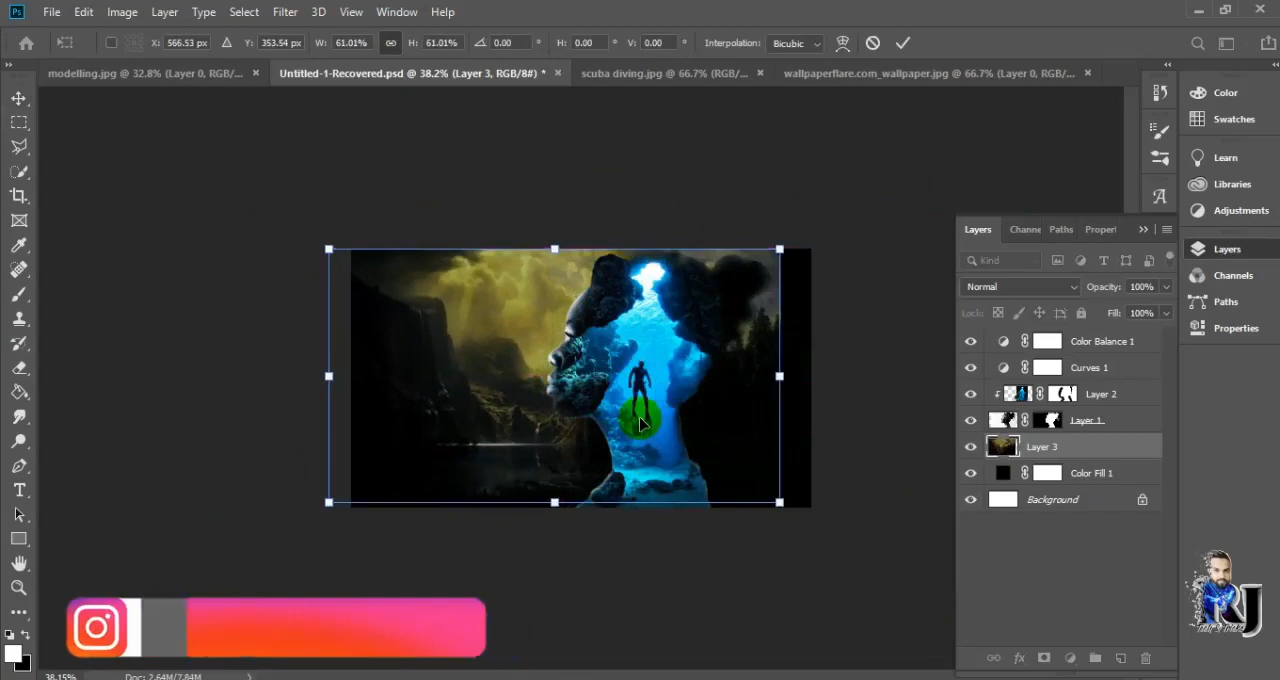 Ps File Edit Image Layer Type Select Filter 3D View Window Help
X: 566.53 px Y: 353.54 px W: 61.01% H: 61.01% 0.00 ° H: 0.00 ° V: 0.00 ° Interpolation: Bicubic
modelling.jpg @ 32.8% (Layer 0, RGB/... × Untitled-1-Recovered.psd @ 38.2% (Layer 3, RGB/8#) * × scuba diving.jpg @ 66.7% (RGB/... × wallpaperflare.com_wallpaper.jpg @ 66.7% (Layer 0, RGB/... ×
Color
Swatches
Learn
Libraries
Adjustments
Layers
Channels
Paths
Properties
Layers Channe Paths Propert
Kind
Normal Opacity: 100%
Lock: Fill: 100%
Color Balance 1
Curves 1
Layer 2
Layer 1
Layer 3
Color Fill 1
Background
RJ
38.15% Doc: 2.64M/7.84M